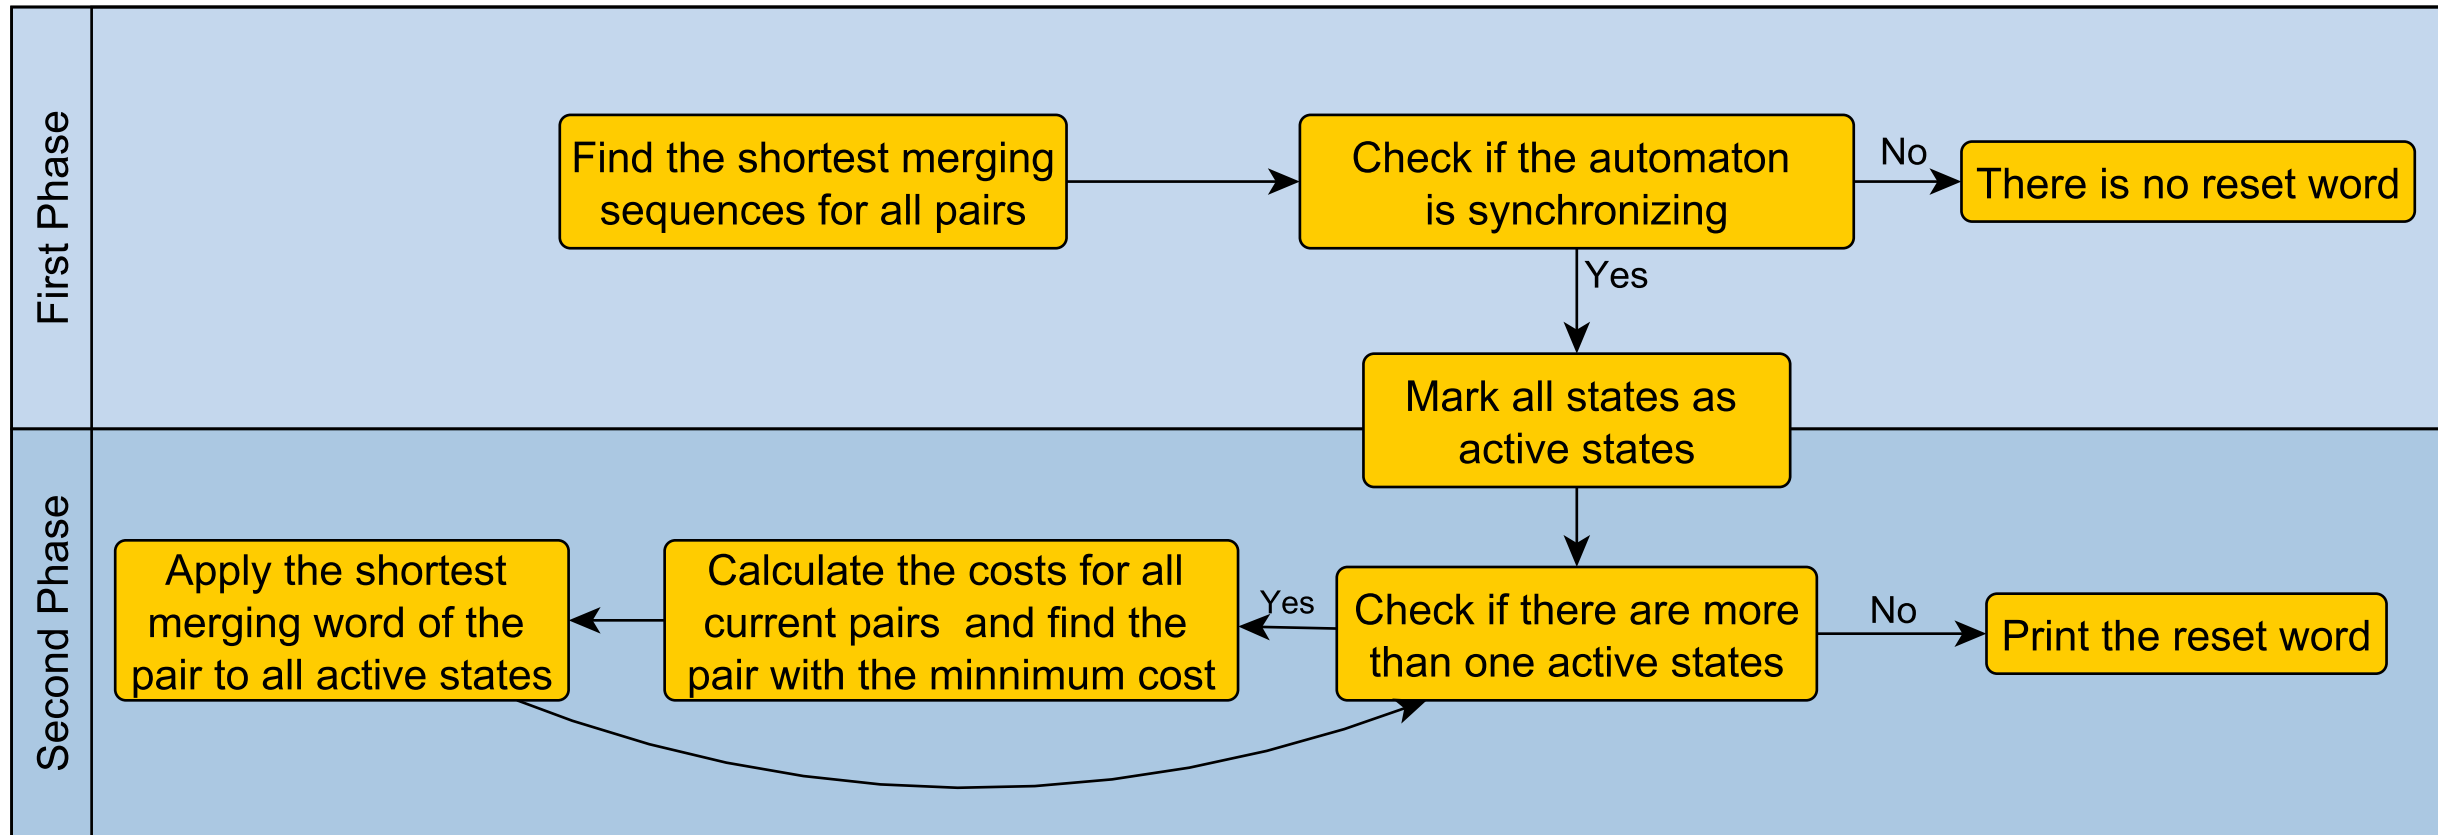 First Phase
Find the shortest merging
sequences for all pairs
Check if the automaton
is synchronizing
No
There is no reset word
Yes
Mark all states as
active states
Second Phase
Apply the shortest
merging word of the
pair to all active states
Calculate the costs for all
current pairs  and find the
pair with the minnimum cost
Yes
Check if there are more
than one active states
No
Print the reset word